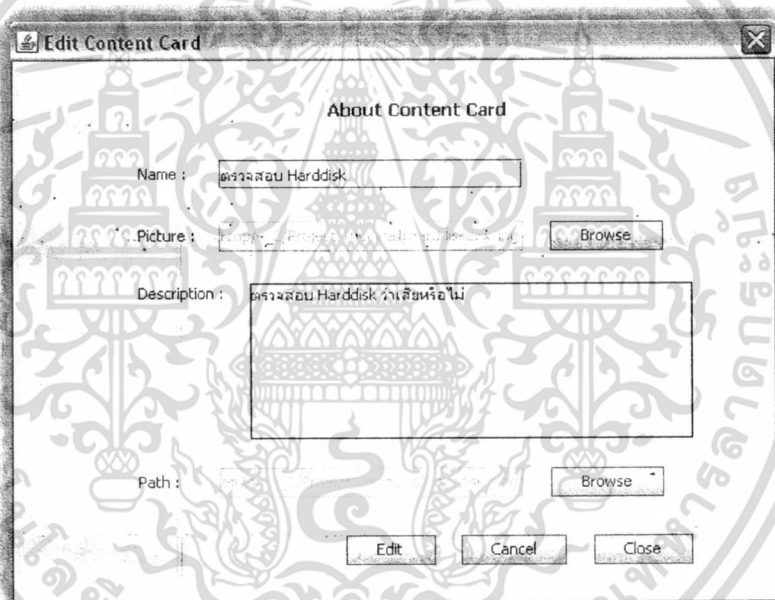 Edit Content Card
About Content Card
Name : ตรวจสอบ Harddisk
Picture : Browse
Description : ตรวจสอบ Harddisk ว่าเสียหรือไม่
Path : Browse
Edit Cancel Close